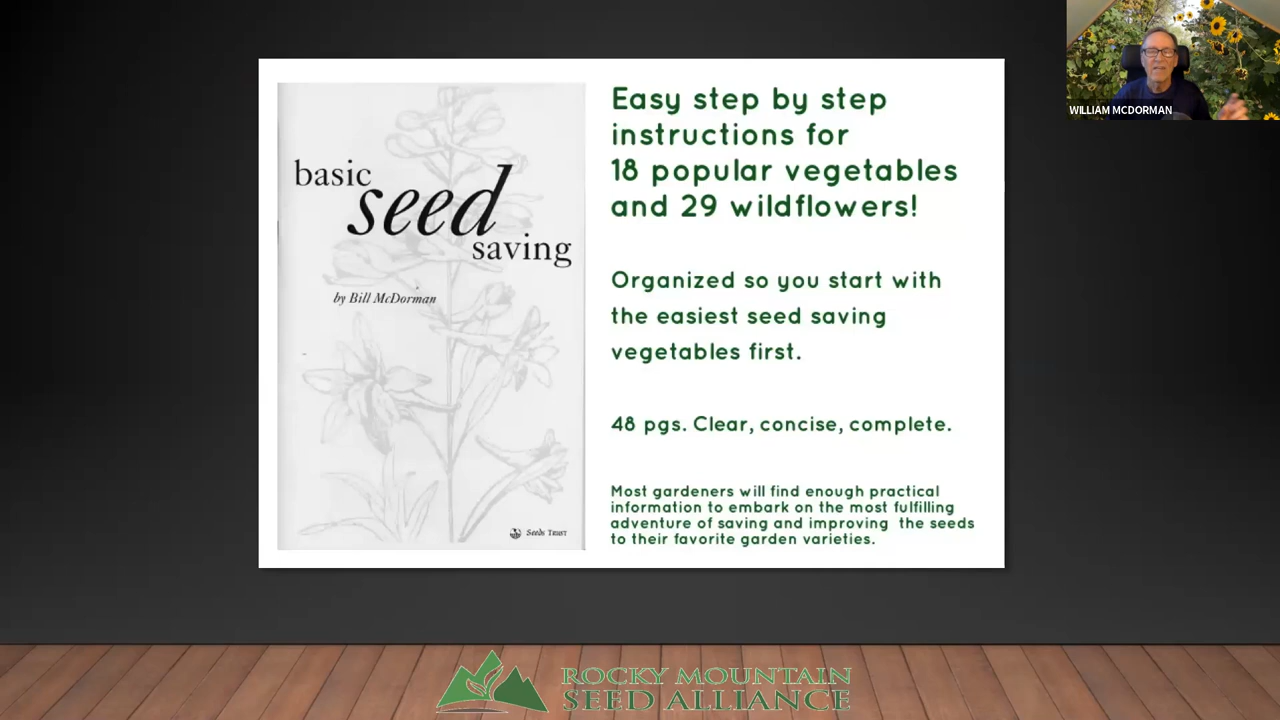 WILLIAM MCDORMAN
basic
seed
saving
by Bill McDorman
Seeds Trust
Easy step by step
instructions for
18 popular vegetables
and 29 wildflowers!
Organized so you start with
the easiest seed saving
vegetables first.
48 pgs. Clear, concise, complete.
Most gardeners will find enough practical
information to embark on the most fulfilling
adventure of saving and improving the seeds
to their favorite garden varieties.
ROCKY MOUNTAIN
SEED ALLIANCE